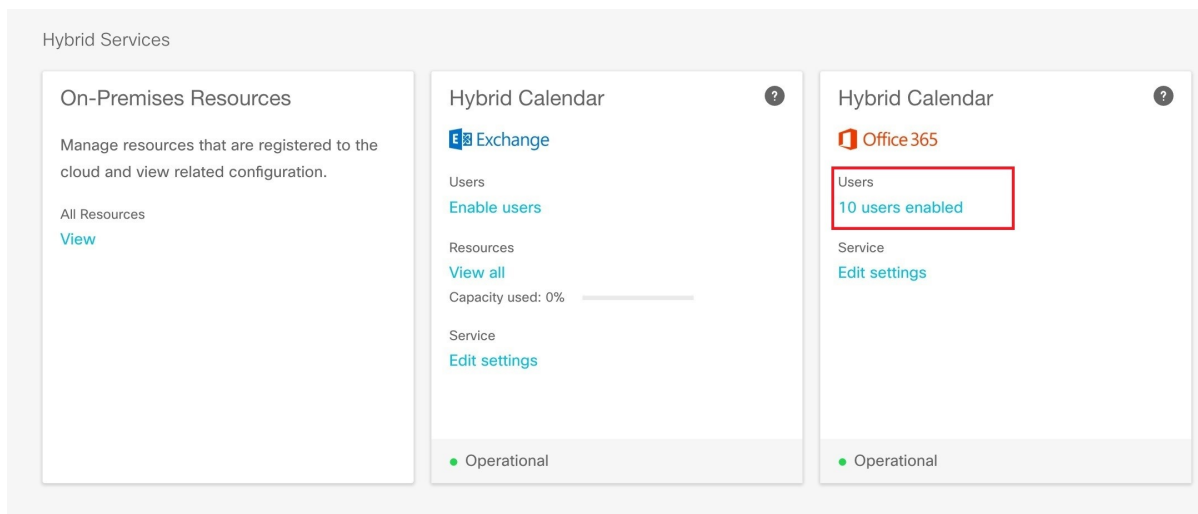 Hybrid Services
On-Premises Resources
Manage resources that are registered to the
cloud and view related configuration.
All Resources
View
Hybrid Calendar
?
E Exchange
Users
Enable users
Resources
View all
Capacity used: 0%
Service
Edit settings
Operational
Hybrid Calendar
?
Office 365
Users
10 users enabled
Service
Edit settings
Operational